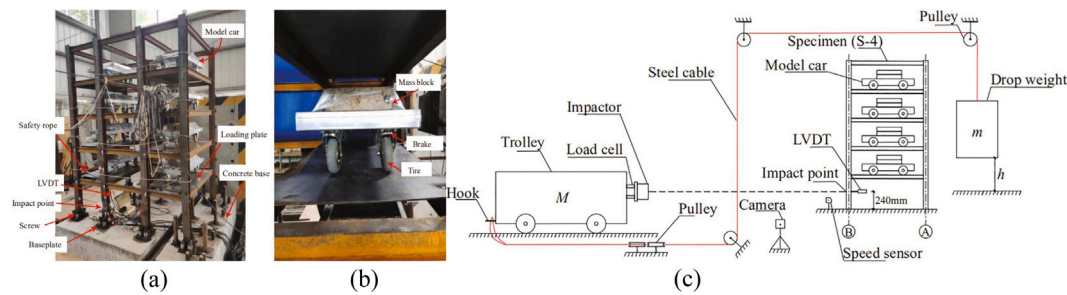 Model car
Safety rope
Loading plate
LVDT
Concrete base
Impact point
Screw
Baseplate
(a)
Mass block
Brake
Tire
(b)
Pulley
Specimen (S-4)
Steel cable
Model car
Drop weight
Impactor
Trolley
Load cell
LVDT
m
Hook
M
Impact point
h
240mm
Pulley
Camera
B
A
Speed sensor
(c)